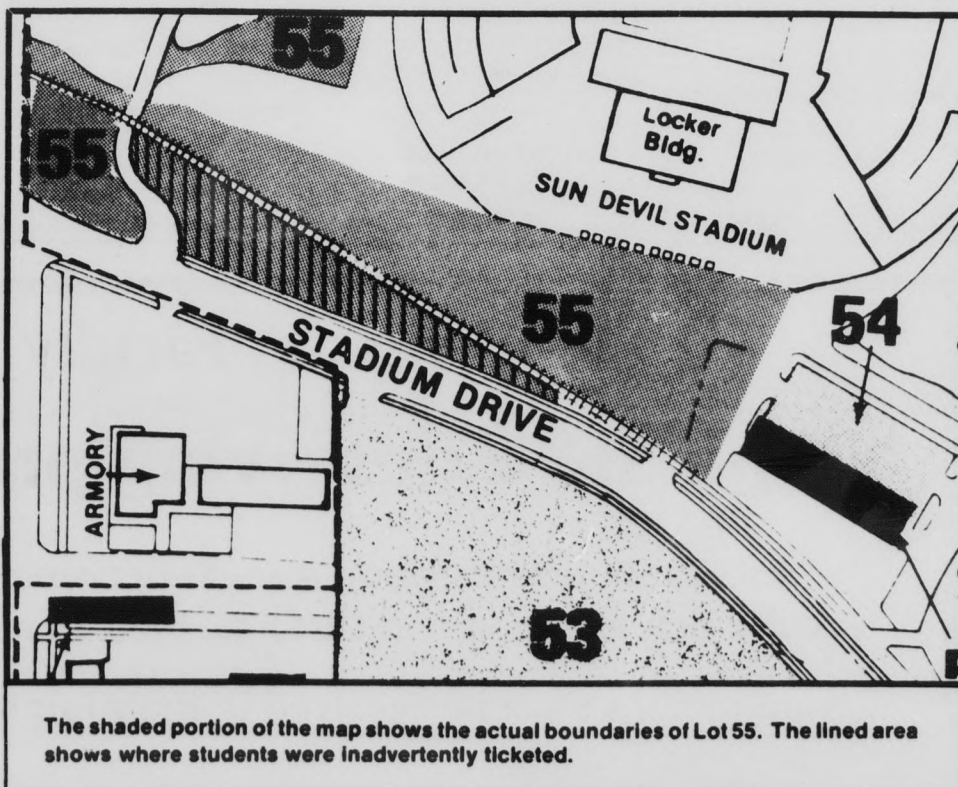 55
55
Locker
Bldg.
SUN DEVIL STADIUM
55
54
STADIUM DRIVE
ARMORY
53
The shaded portion of the map shows the actual boundaries of Lot 55. The lined area
shows where students were inadvertently ticketed.